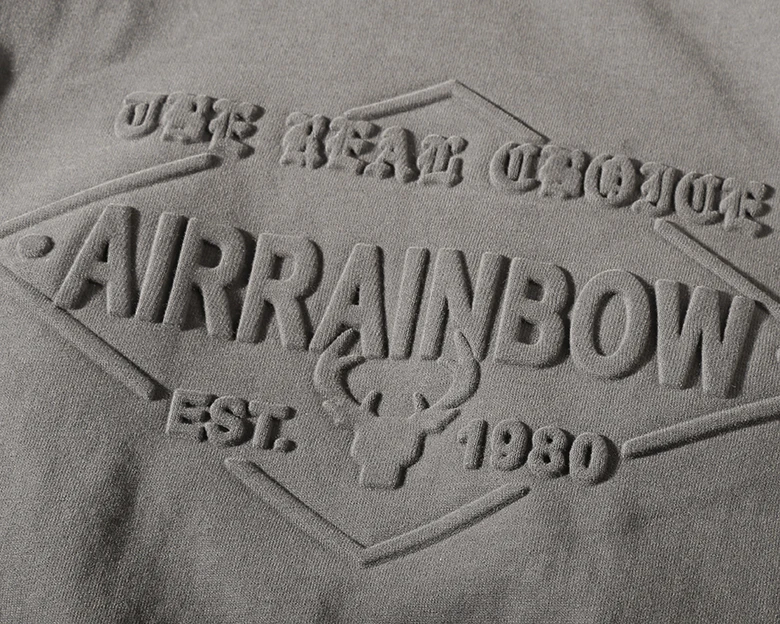 THE REAL CHOICE
AIRRAINBOW
EST. 1980